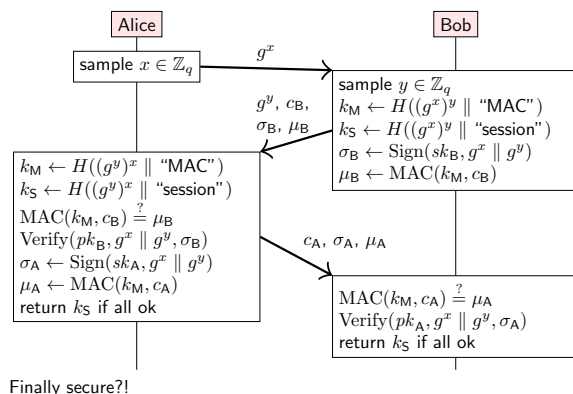 Alice
Bob
sample x ∈ ℤ_q
g^x
sample y ∈ ℤ_q
k_M ← H((g^x)^y ∥ “MAC”)
k_S ← H((g^x)^y ∥ “session”)
σ_B ← Sign(sk_B, g^x ∥ g^y)
μ_B ← MAC(k_M, c_B)
g^y, c_B,
σ_B, μ_B
k_M ← H((g^y)^x ∥ “MAC”)
k_S ← H((g^y)^x ∥ “session”)
MAC(k_M, c_B) ≟ μ_B
Verify(pk_B, g^x ∥ g^y, σ_B)
σ_A ← Sign(sk_A, g^x ∥ g^y)
μ_A ← MAC(k_M, c_A)
return k_S if all ok
c_A, σ_A, μ_A
MAC(k_M, c_A) ≟ μ_A
Verify(pk_A, g^x ∥ g^y, σ_A)
return k_S if all ok
Finally secure?!